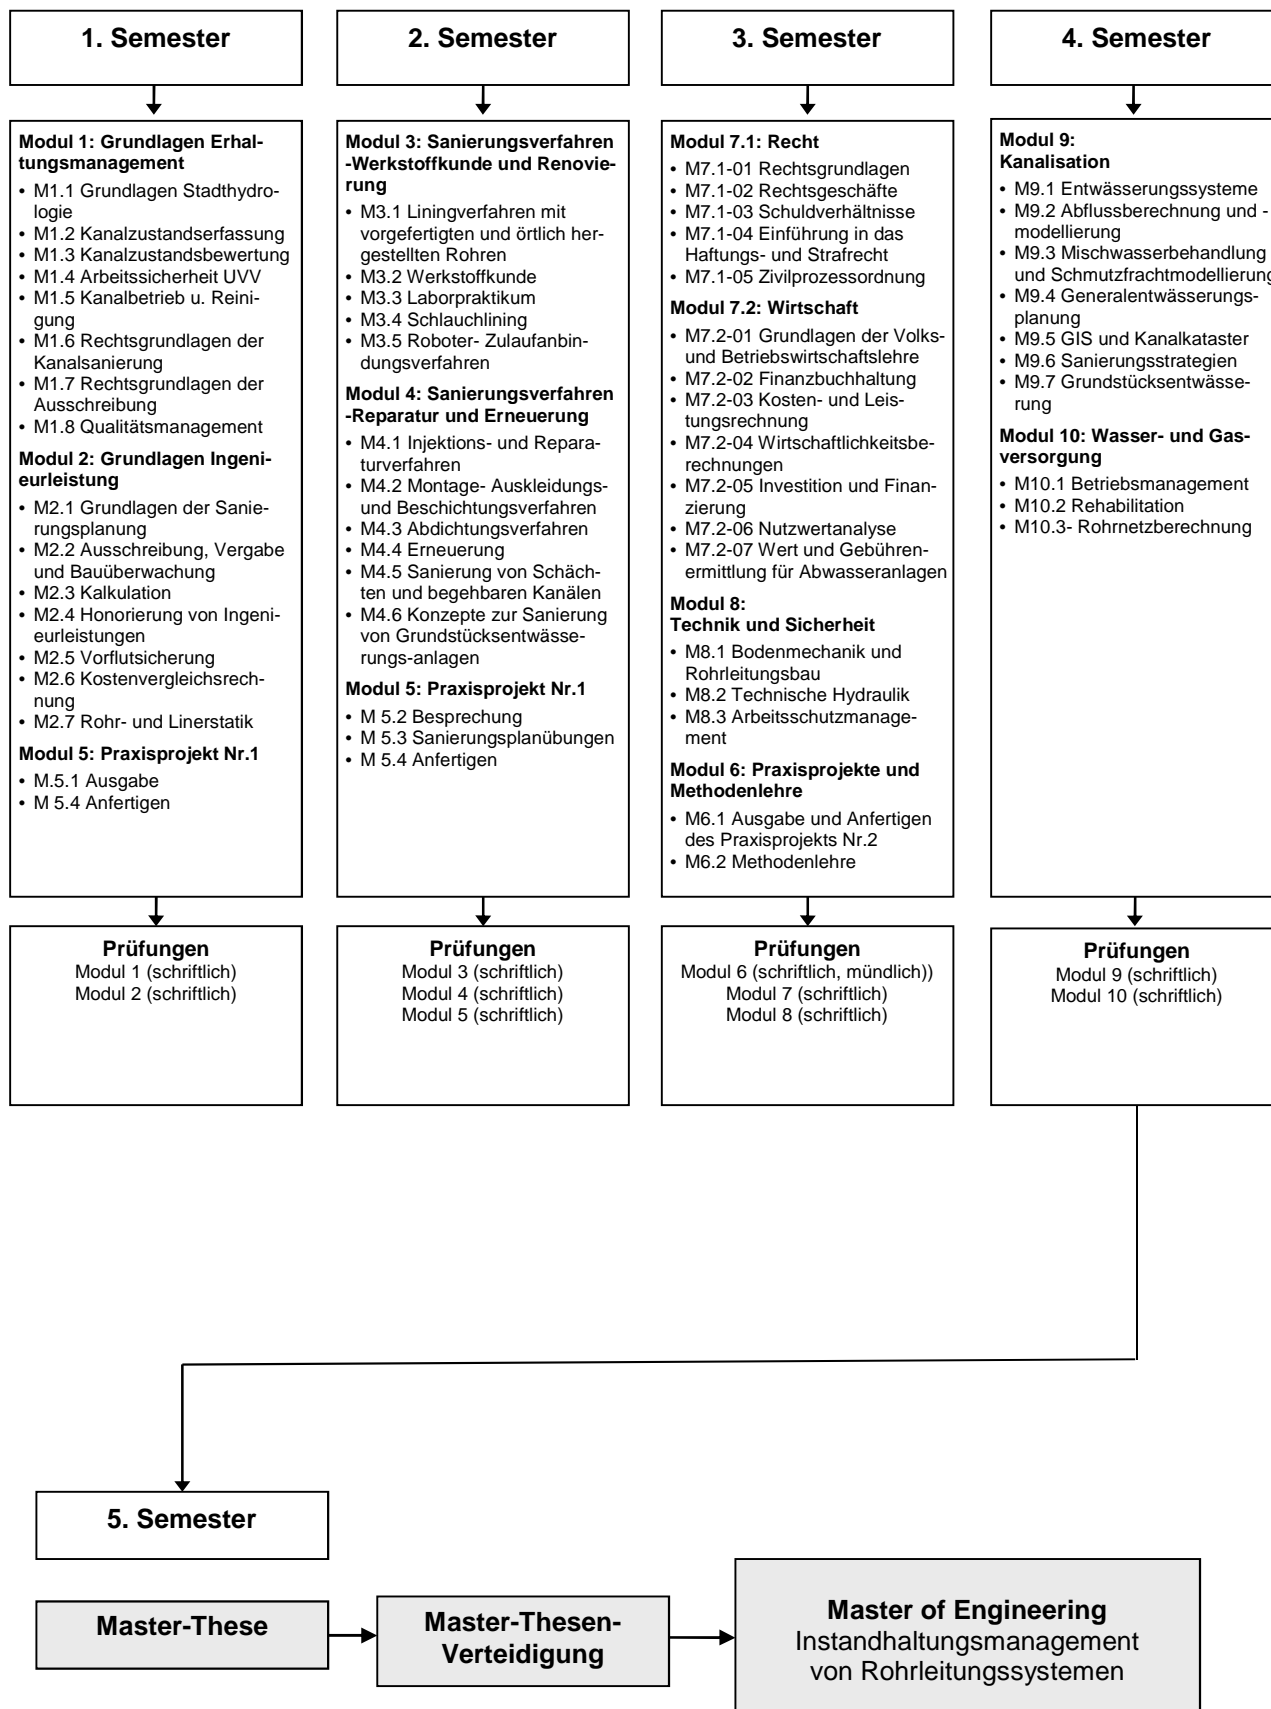 1. Semester
Modul 1: Grundlagen Erhal-
tungsmanagement
• M1.1 Grundlagen Stadthydro-
logie
• M1.2 Kanalzustandserfassung
• M1.3 Kanalzustandsbewertung
• M1.4 Arbeitssicherheit UVV
• M1.5 Kanalbetrieb u. Reini-
gung
• M1.6 Rechtsgrundlagen der
Kanalsanierung
• M1.7 Rechtsgrundlagen der
Ausschreibung
• M1.8 Qualitätsmanagement
Modul 2: Grundlagen Ingeni-
eurleistung
• M2.1 Grundlagen der Sanie-
rungsplanung
• M2.2 Ausschreibung, Vergabe
und Bauüberwachung
• M2.3 Kalkulation
• M2.4 Honorierung von Ingeni-
eurleistungen
• M2.5 Vorflutsicherung
• M2.6 Kostenvergleichsrech-
nung
• M2.7 Rohr- und Linerstatik
Modul 5: Praxisprojekt Nr.1
• M.5.1 Ausgabe
• M 5.4 Anfertigen
Prüfungen
Modul 1 (schriftlich)
Modul 2 (schriftlich)
2. Semester
Modul 3: Sanierungsverfahren
-Werkstoffkunde und Renovie-
rung
• M3.1 Liningverfahren mit
vorgefertigten und örtlich her-
gestellten Rohren
• M3.2 Werkstoffkunde
• M3.3 Laborpraktikum
• M3.4 Schlauchlining
• M3.5 Roboter- Zulaufanbin-
dungsverfahren
Modul 4: Sanierungsverfahren
-Reparatur und Erneuerung
• M4.1 Injektions- und Repara-
turverfahren
• M4.2 Montage- Auskleidungs-
und Beschichtungsverfahren
• M4.3 Abdichtungsverfahren
• M4.4 Erneuerung
• M4.5 Sanierung von Schäch-
ten und begehbaren Kanälen
• M4.6 Konzepte zur Sanierung
von Grundstücksentwässe-
rungs-anlagen
Modul 5: Praxisprojekt Nr.1
• M 5.2 Besprechung
• M 5.3 Sanierungsplanübungen
• M 5.4 Anfertigen
Prüfungen
Modul 3 (schriftlich)
Modul 4 (schriftlich)
Modul 5 (schriftlich)
3. Semester
Modul 7.1: Recht
• M7.1-01 Rechtsgrundlagen
• M7.1-02 Rechtsgeschäfte
• M7.1-03 Schuldverhältnisse
• M7.1-04 Einführung in das
Haftungs- und Strafrecht
• M7.1-05 Zivilprozessordnung
Modul 7.2: Wirtschaft
• M7.2-01 Grundlagen der Volks-
und Betriebswirtschaftslehre
• M7.2-02 Finanzbuchhaltung
• M7.2-03 Kosten- und Leis-
tungsrechnung
• M7.2-04 Wirtschaftlichkeitsbe-
rechnungen
• M7.2-05 Investition und Finan-
zierung
• M7.2-06 Nutzwertanalyse
• M7.2-07 Wert und Gebühren-
ermittlung für Abwasseranlagen
Modul 8:
Technik und Sicherheit
• M8.1 Bodenmechanik und
Rohrleitungsbau
• M8.2 Technische Hydraulik
• M8.3 Arbeitsschutzmanage-
ment
Modul 6: Praxisprojekte und
Methodenlehre
• M6.1 Ausgabe und Anfertigen
des Praxisprojekts Nr.2
• M6.2 Methodenlehre
Prüfungen
Modul 6 (schriftlich, mündlich))
Modul 7 (schriftlich)
Modul 8 (schriftlich)
4. Semester
Modul 9:
Kanalisation
• M9.1 Entwässerungssysteme
• M9.2 Abflussberechnung und -
modellierung
• M9.3 Mischwasserbehandlung
und Schmutzfrachtmodellierung
• M9.4 Generalentwässerungs-
planung
• M9.5 GIS und Kanalkataster
• M9.6 Sanierungsstrategien
• M9.7 Grundstücksentwässe-
rung
Modul 10: Wasser- und Gas-
versorgung
• M10.1 Betriebsmanagement
• M10.2 Rehabilitation
• M10.3- Rohrnetzberechnung
Prüfungen
Modul 9 (schriftlich)
Modul 10 (schriftlich)
5. Semester
Master-These
Master-Thesen-
Verteidigung
Master of Engineering
Instandhaltungsmanagement
von Rohrleitungssystemen